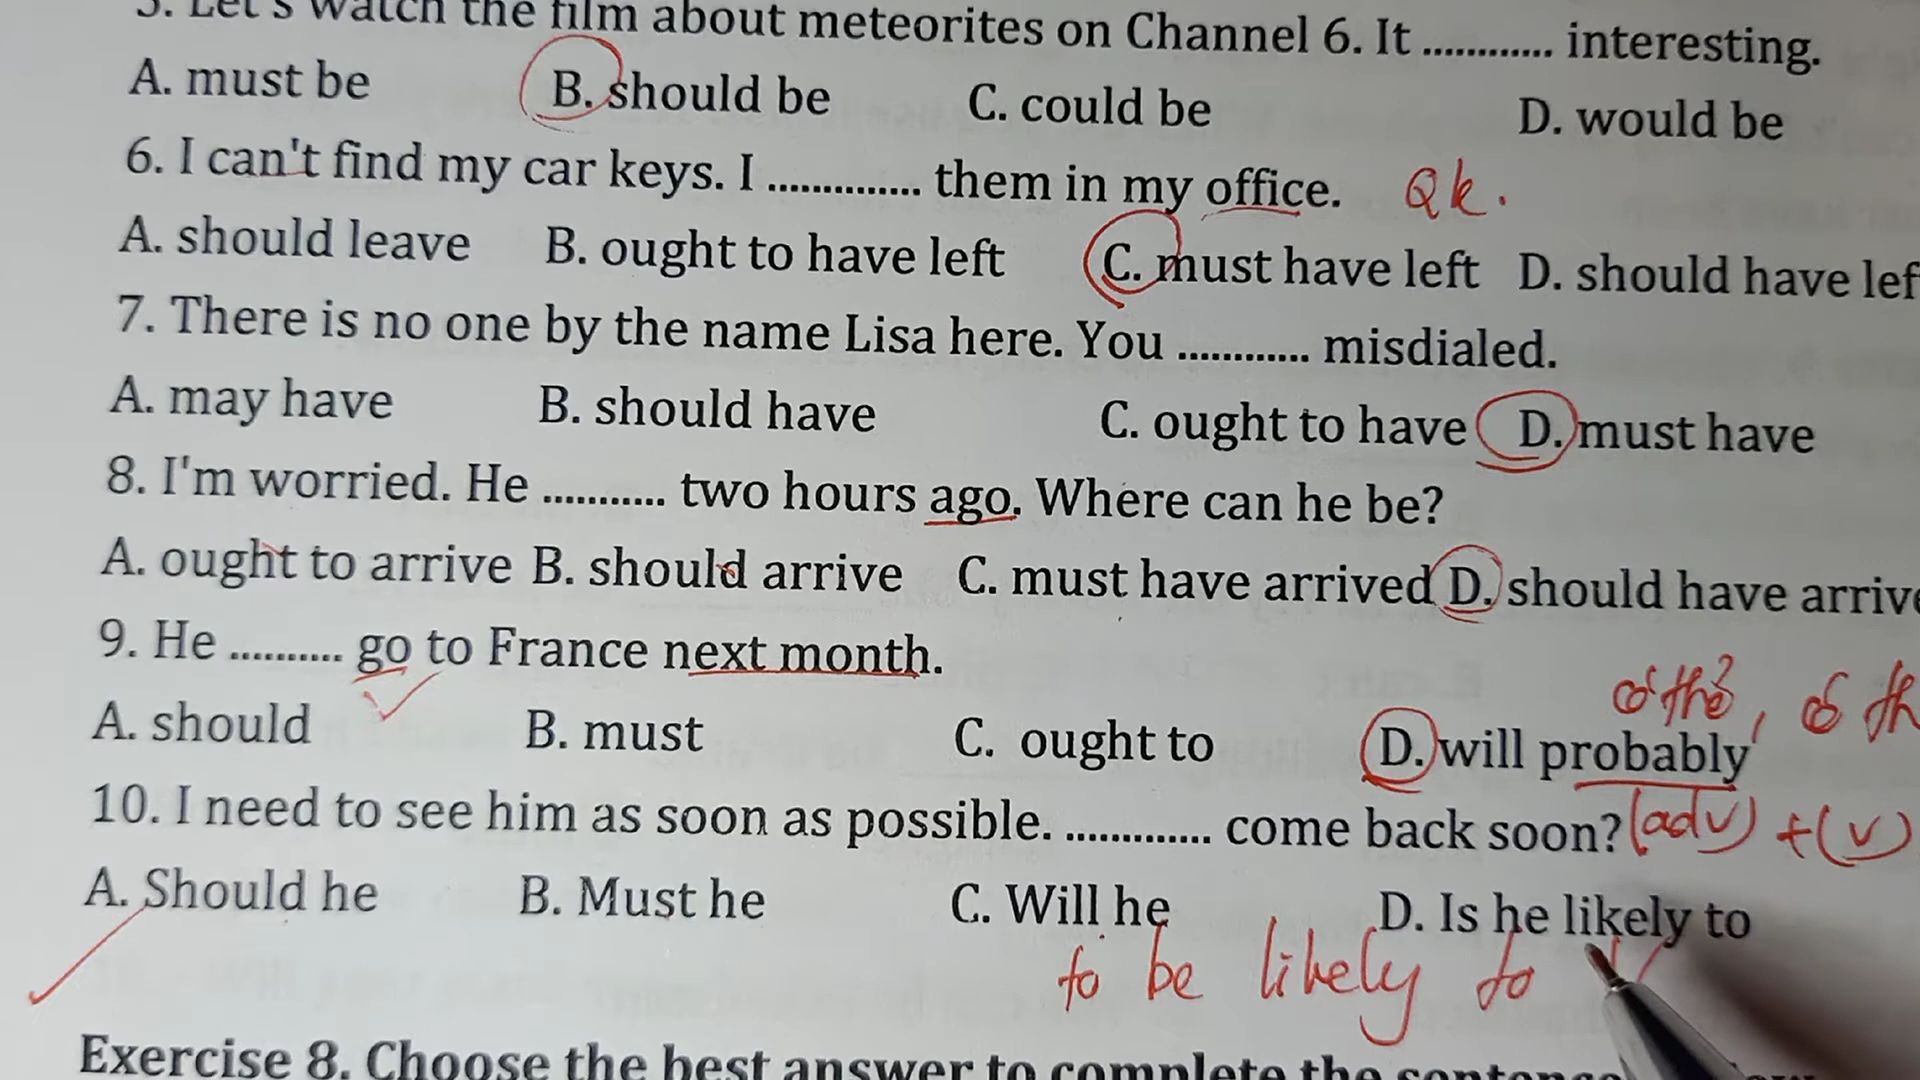 5. Let's watch the film about meteorites on Channel 6. It ............ interesting.
A. must be B. should be C. could be D. would be
6. I can't find my car keys. I .............. them in my office. Qk.
A. should leave B. ought to have left C. must have left D. should have lef
7. There is no one by the name Lisa here. You ............ misdialed.
A. may have B. should have C. ought to have D. must have
8. I'm worried. He ........... two hours ago. Where can he be?
A. ought to arrive B. should arrive C. must have arrived D. should have arrive
9. He .......... go to France next month.
có thể, có th
A. should B. must C. ought to D. will probably
10. I need to see him as soon as possible. ............. come back soon? (adv) + (v)
A. Should he B. Must he C. Will he D. Is he likely to
to be likely to
Exercise 8. Choose the best answer to complete the